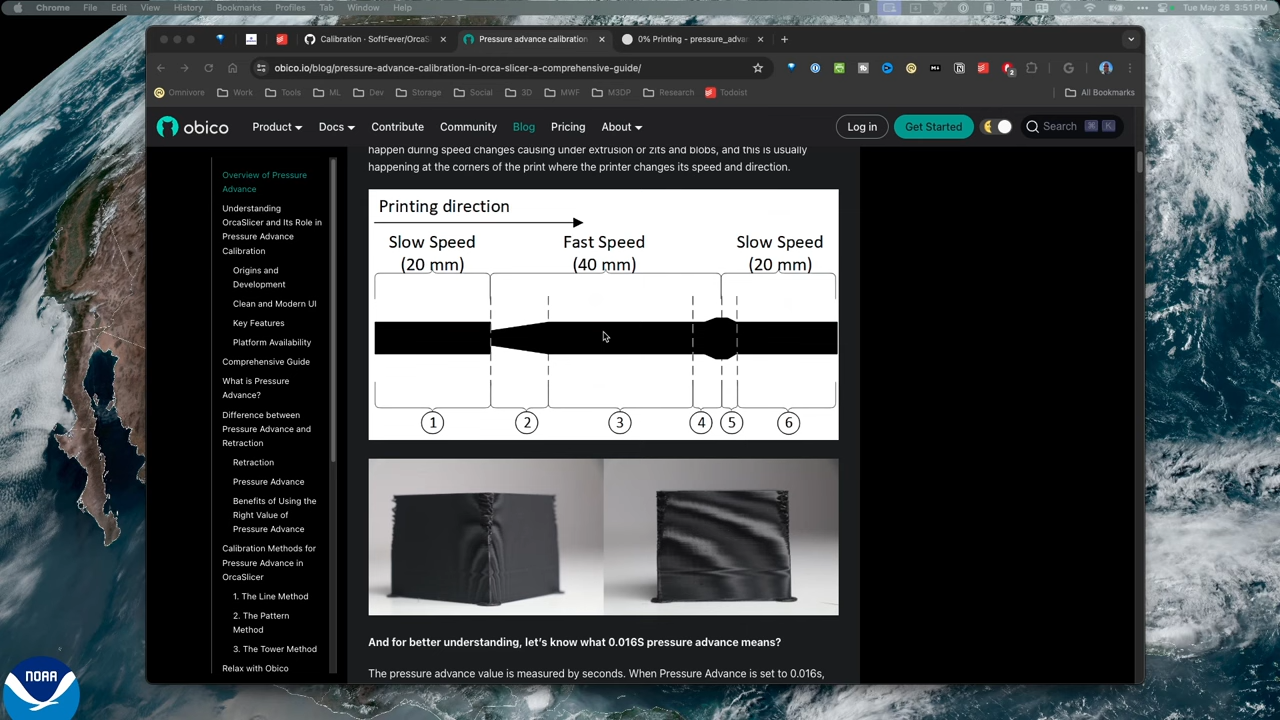 Chrome File Edit View History Bookmarks Profiles Tab Window Help
Tue May 28 3:51 PM
Calibration · SoftFever/OrcaS
Pressure advance calibration
0% Printing - pressure_adva
obico.io/blog/pressure-advance-calibration-in-orca-slicer-a-comprehensive-guide/
Omnivore Work Tools ML Dev Storage Social 3D MWF M3DP Research Todoist All Bookmarks
obico Product Docs Contribute Community Blog Pricing About Log in Get Started Search ⌘ K
happen during speed changes causing under extrusion or zits and blobs, and this is usually
happening at the corners of the print where the printer changes its speed and direction.
Overview of Pressure
Advance
Understanding
OrcaSlicer and Its Role in
Pressure Advance
Calibration
Origins and
Development
Clean and Modern UI
Key Features
Platform Availability
Comprehensive Guide
What is Pressure
Advance?
Difference between
Pressure Advance and
Retraction
Retraction
Pressure Advance
Benefits of Using the
Right Value of
Pressure Advance
Calibration Methods for
Pressure Advance in
OrcaSlicer
1. The Line Method
2. The Pattern
Method
3. The Tower Method
Relax with Obico
Printing direction
Slow Speed
(20 mm)
Fast Speed
(40 mm)
Slow Speed
(20 mm)
1 2 3 4 5 6
And for better understanding, let's know what 0.016S pressure advance means?
The pressure advance value is measured by seconds. When Pressure Advance is set to 0.016s,
NOAA